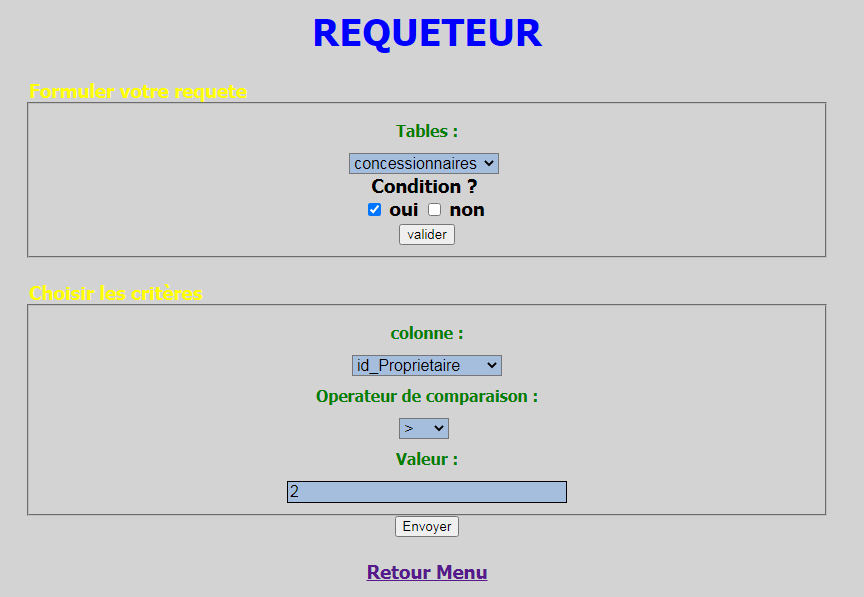 REQUETEUR
Formuler votre requete
Tables :
concessionnaires
Condition ?
oui non
valider
Choisir les critères
colonne :
id_Proprietaire
Operateur de comparaison :
>
Valeur :
2
Envoyer
Retour Menu